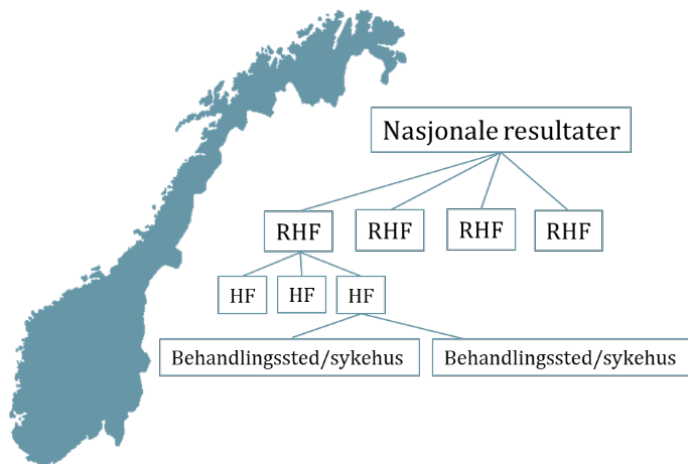 Nasjonale resultater
RHF RHF RHF RHF
HF HF HF
Behandlingssted/sykehus Behandlingssted/sykehus